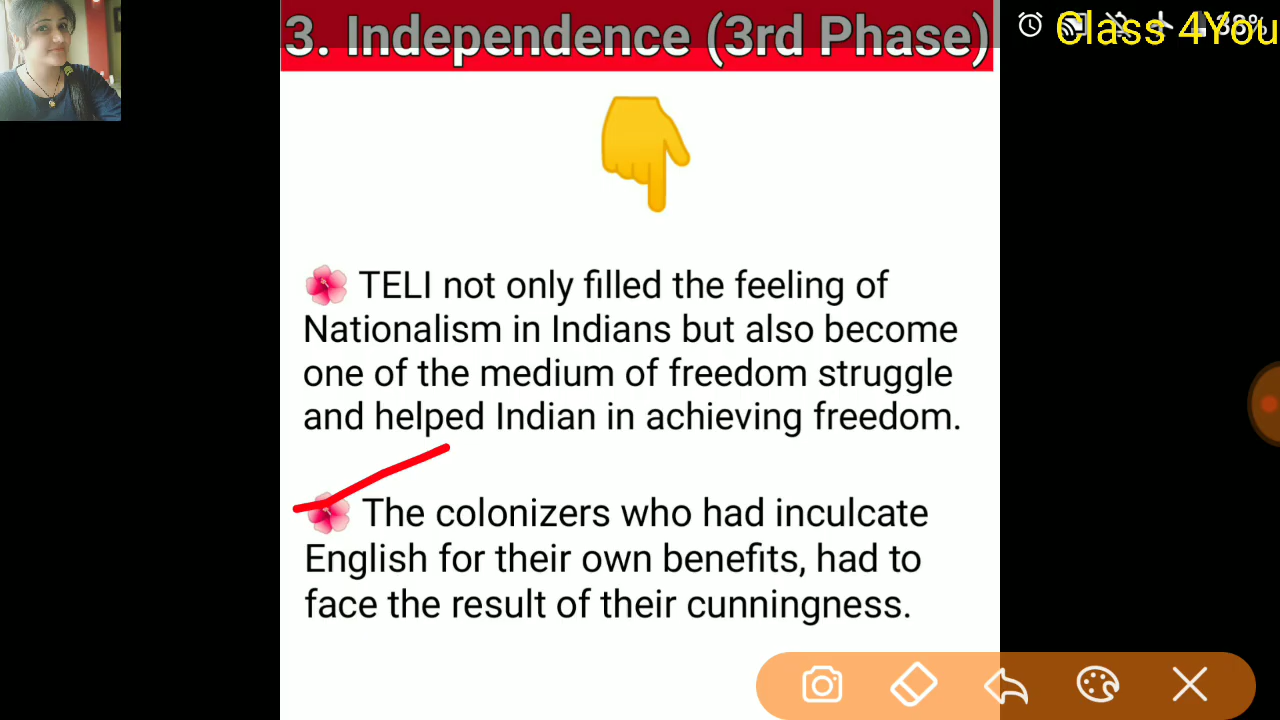 3. Independence (3rd Phase)
Class 4You
38%
🌺 TELI not only filled the feeling of
Nationalism in Indians but also become
one of the medium of freedom struggle
and helped Indian in achieving freedom.
🌺 The colonizers who had inculcate
English for their own benefits, had to
face the result of their cunningness.